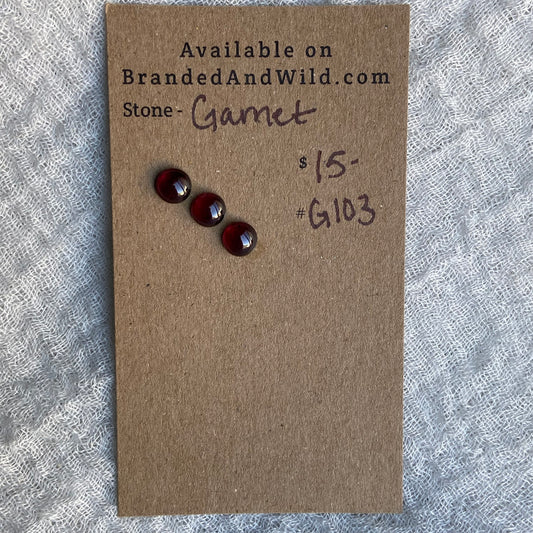 Available on
BrandedAndWild.com
Stone - Garnet
$15-
#G103